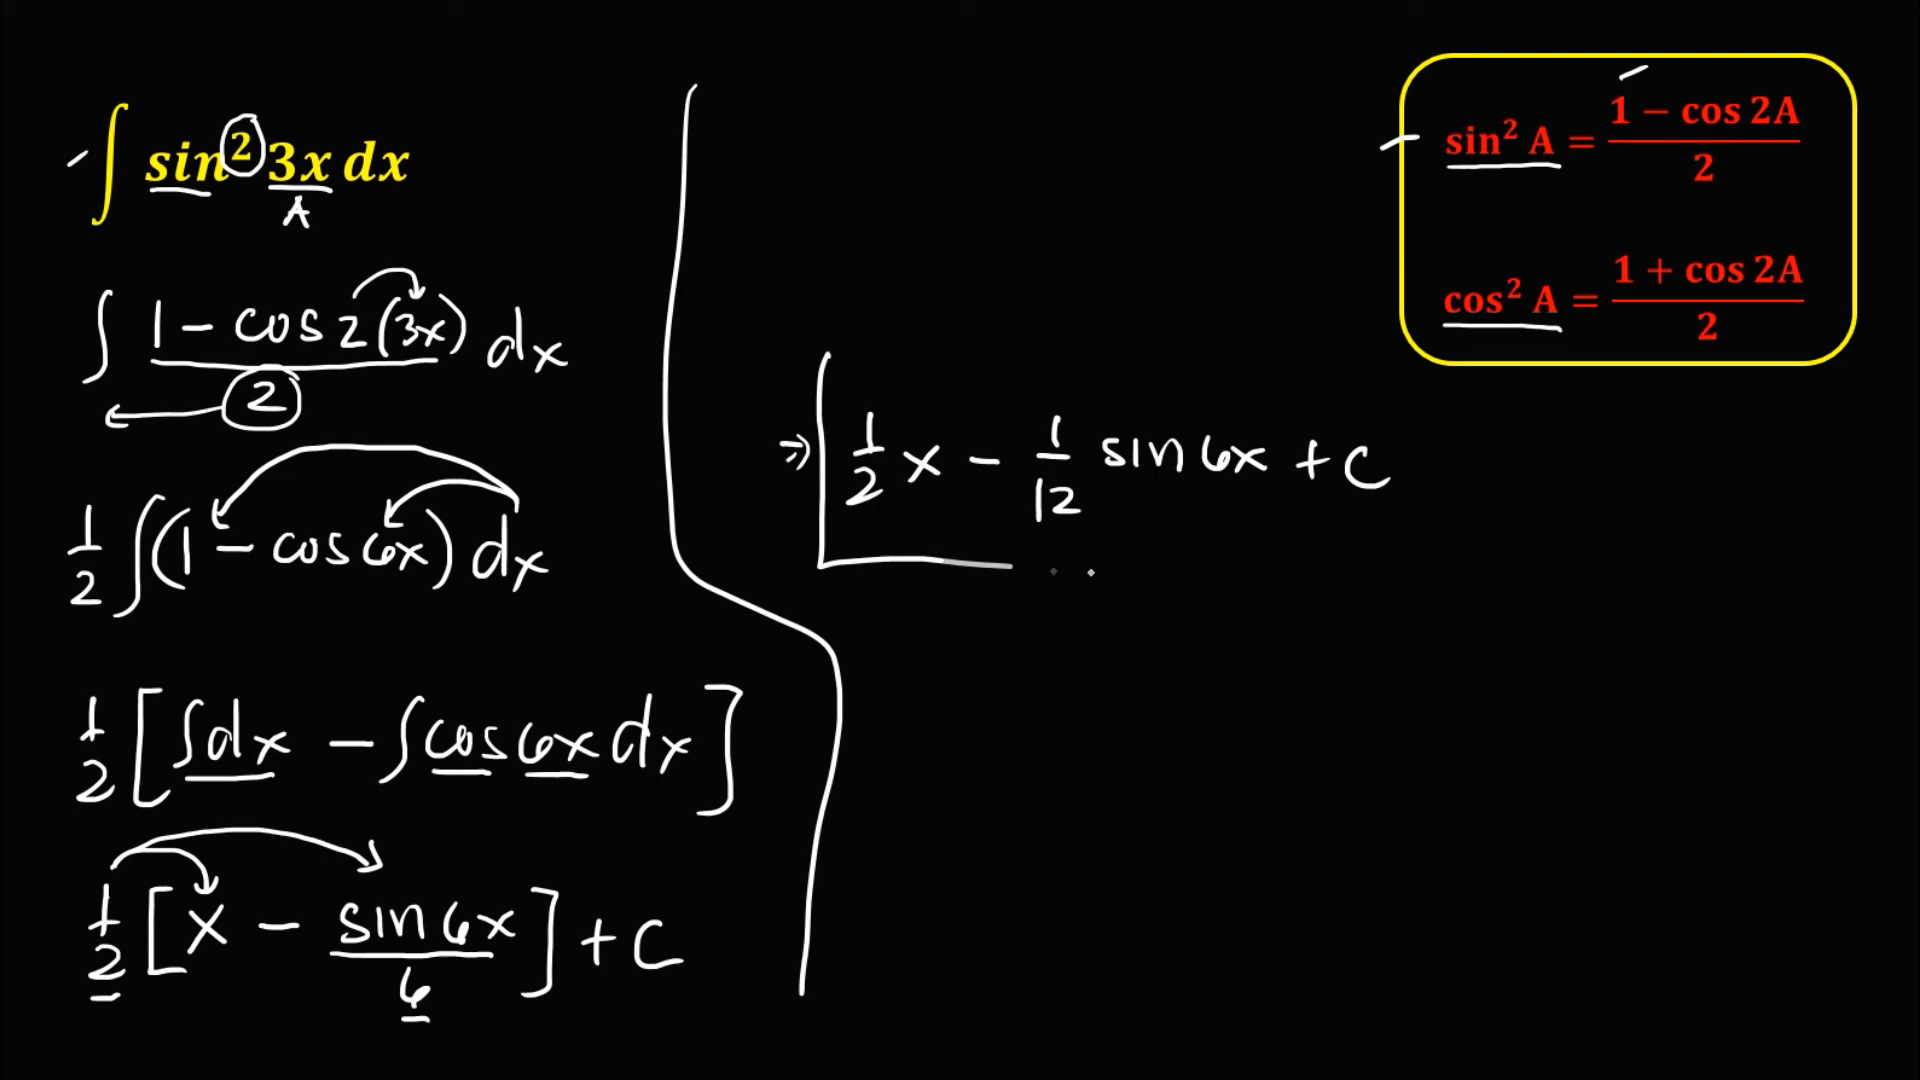 ∫ sin² 3x dx
A
∫ (1 − cos 2(3x))/2 dx
1/2 ∫(1 − cos 6x) dx
1/2 [∫dx − ∫cos 6x dx]
1/2 [x − sin 6x/6] + C
⇒ 1/2 x − 1/12 sin 6x + C
sin² A = (1 − cos 2A)/2
cos² A = (1 + cos 2A)/2